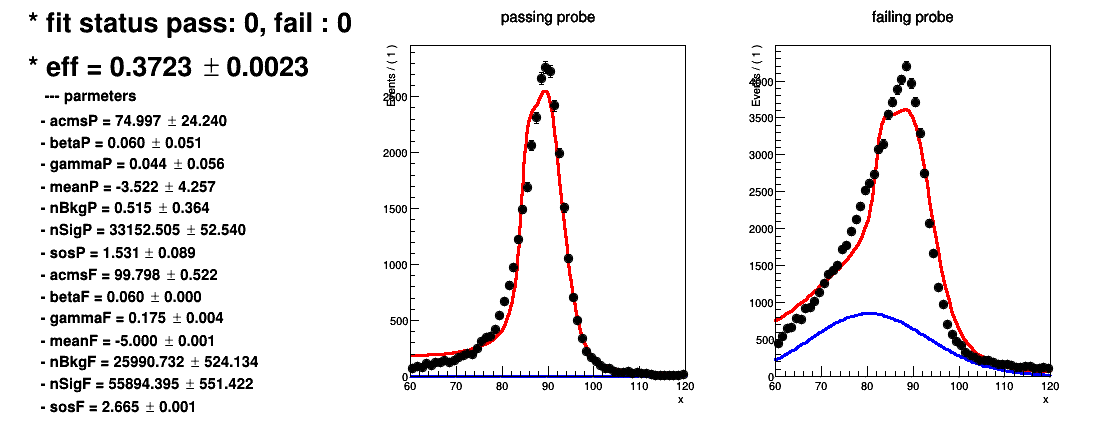 * fit status pass: 0, fail : 0
* eff = 0.3723 ± 0.0023
--- parmeters
- acmsP = 74.997 ± 24.240
- betaP = 0.060 ± 0.051
- gammaP = 0.044 ± 0.056
- meanP = -3.522 ± 4.257
- nBkgP = 0.515 ± 0.364
- nSigP = 33152.505 ± 52.540
- sosP = 1.531 ± 0.089
- acmsF = 99.798 ± 0.522
- betaF = 0.060 ± 0.000
- gammaF = 0.175 ± 0.004
- meanF = -5.000 ± 0.001
- nBkgF = 25990.732 ± 524.134
- nSigF = 55894.395 ± 551.422
- sosF = 2.665 ± 0.001
passing probe
Events / ( 1 )
2500
2000
1500
1000
500
0
60 70 80 90 100 110 120
x
failing probe
Events / ( 1 )
4000
3500
3000
2500
2000
1500
1000
500
0
60 70 80 90 100 110 120
x